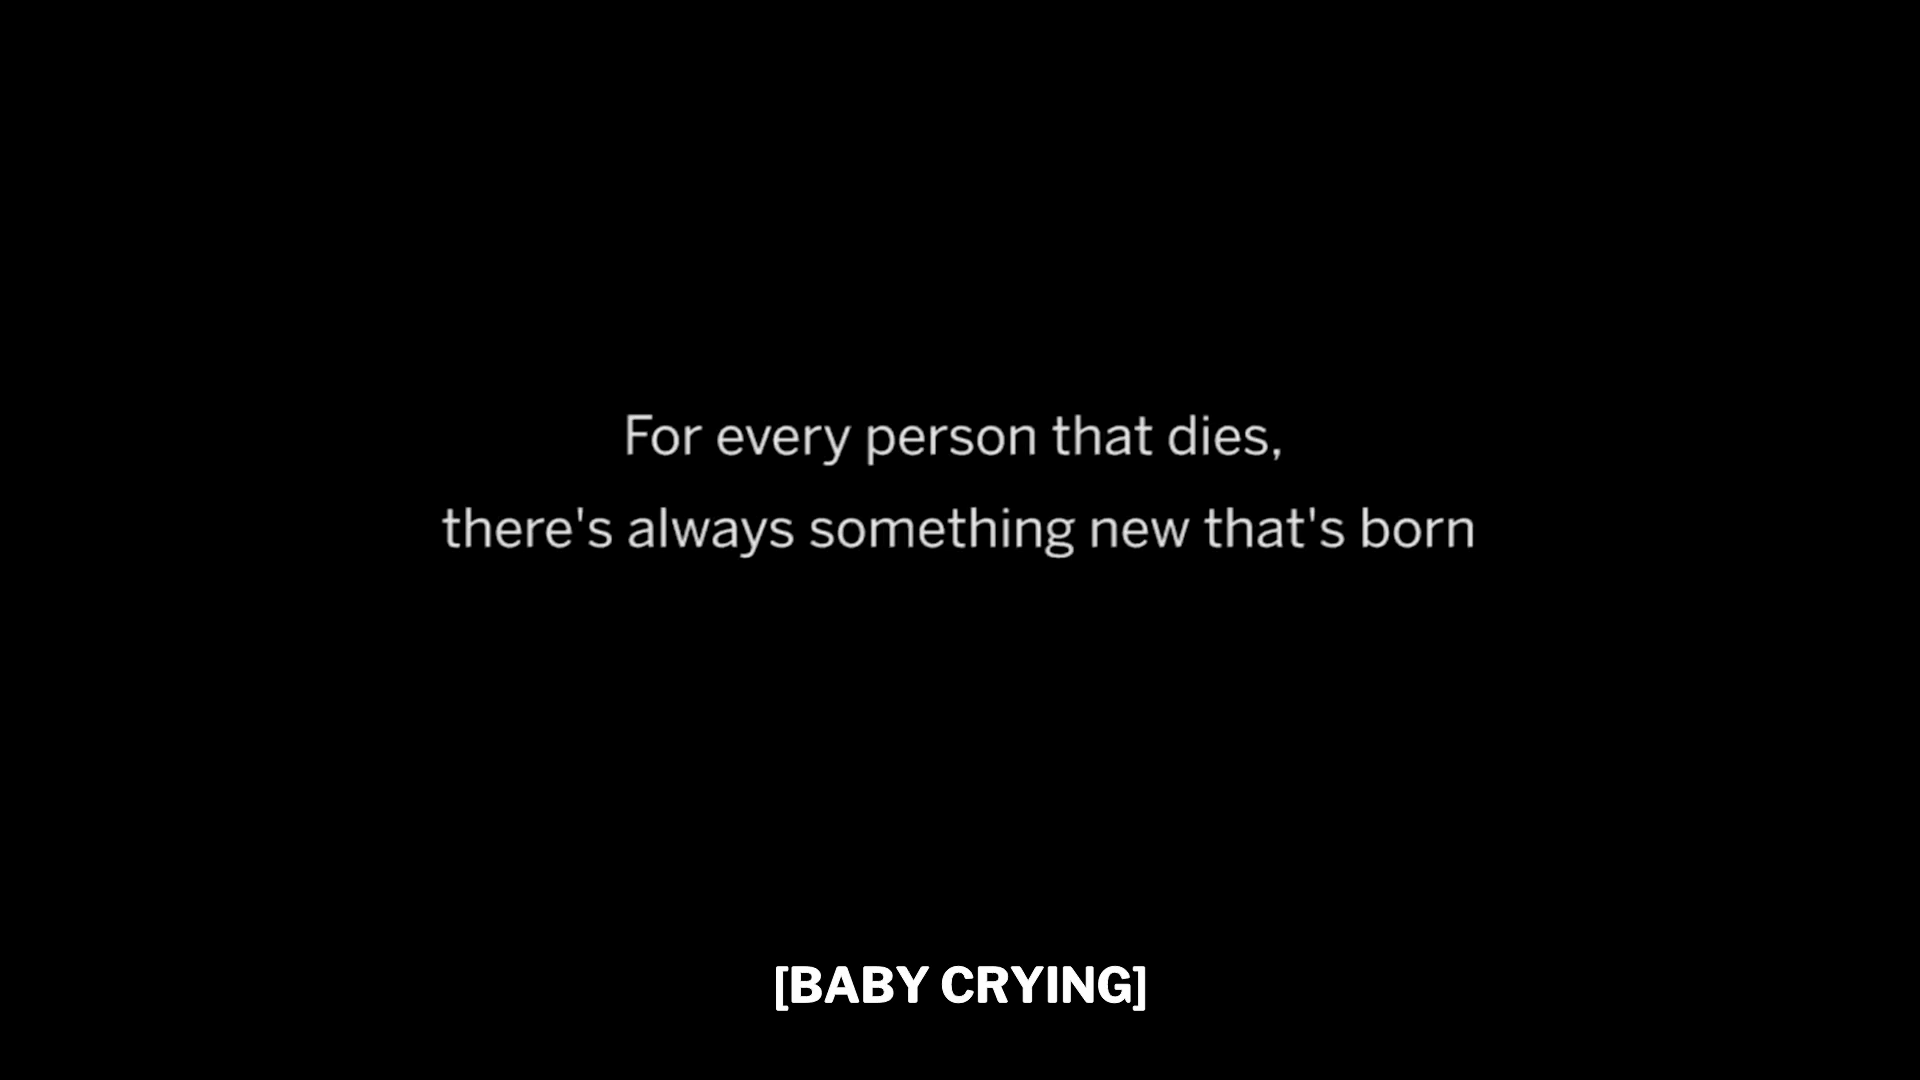 For every person that dies,
there's always something new that's born
[BABY CRYING]